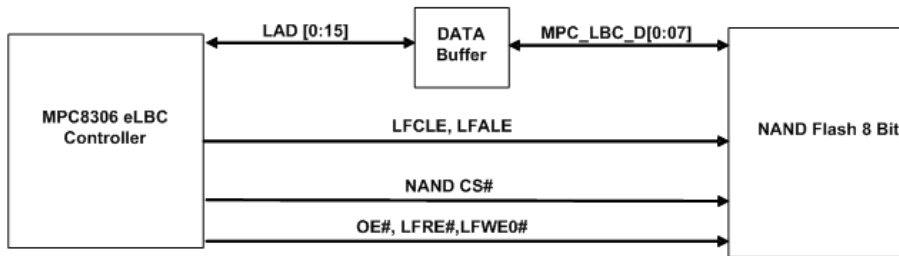 LAD [0:15]
DATA
Buffer
MPC_LBC_D[0:07]
MPC8306 eLBC
Controller
LFCLE, LFALE
NAND Flash 8 Bit
NAND CS#
OE#, LFRE#,LFWE0#